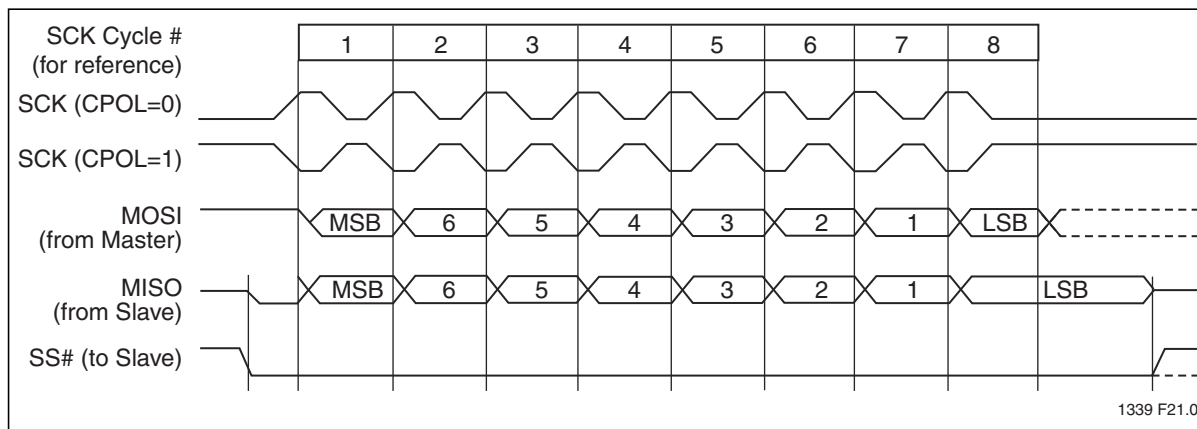 SCK Cycle #
(for reference)
1 2 3 4 5 6 7 8
SCK (CPOL=0)
SCK (CPOL=1)
MOSI
(from Master)
MSB 6 5 4 3 2 1 LSB
MISO
(from Slave)
MSB 6 5 4 3 2 1 LSB
SS# (to Slave)
1339 F21.0